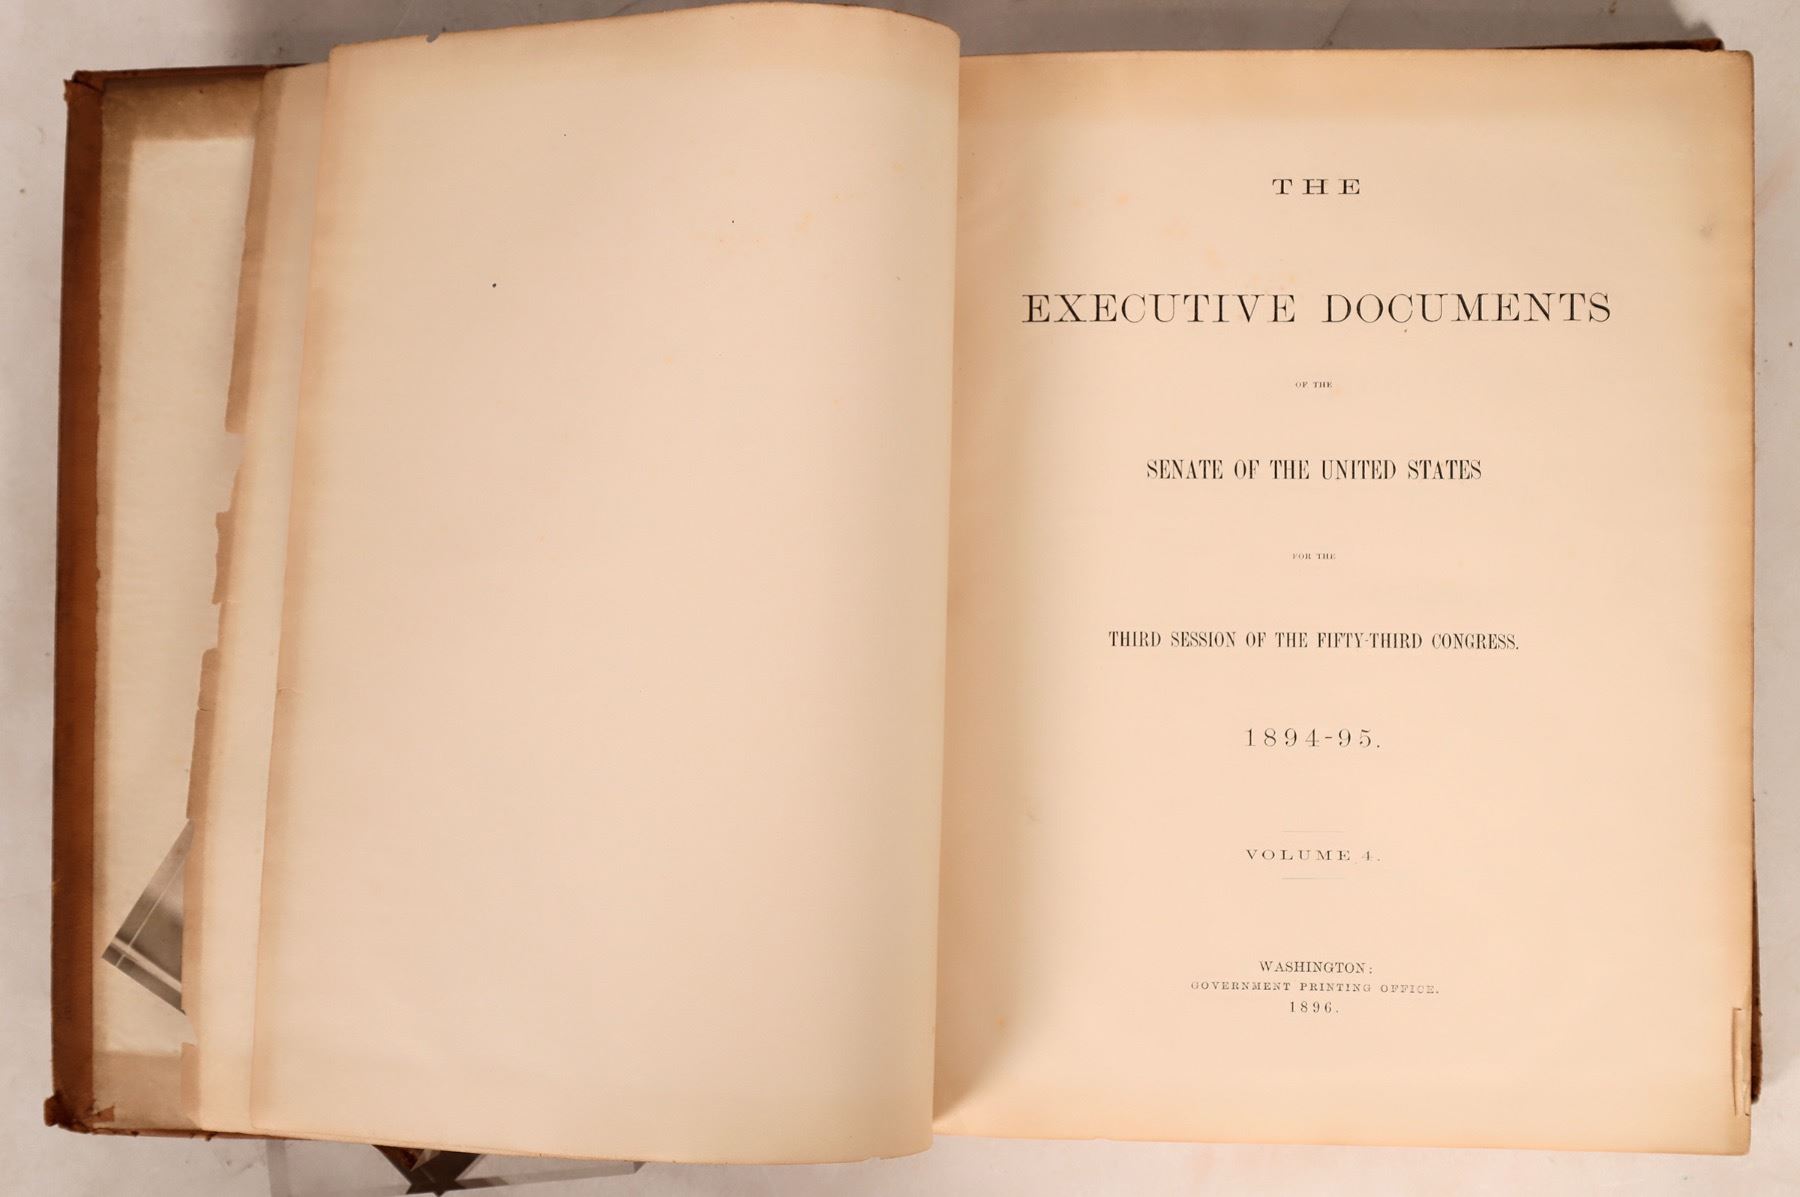 THE
EXECUTIVE DOCUMENTS
OF THE
SENATE OF THE UNITED STATES
FOR THE
THIRD SESSION OF THE FIFTY-THIRD CONGRESS.
1894-95.
VOLUME 4.
WASHINGTON:
GOVERNMENT PRINTING OFFICE.
1896.